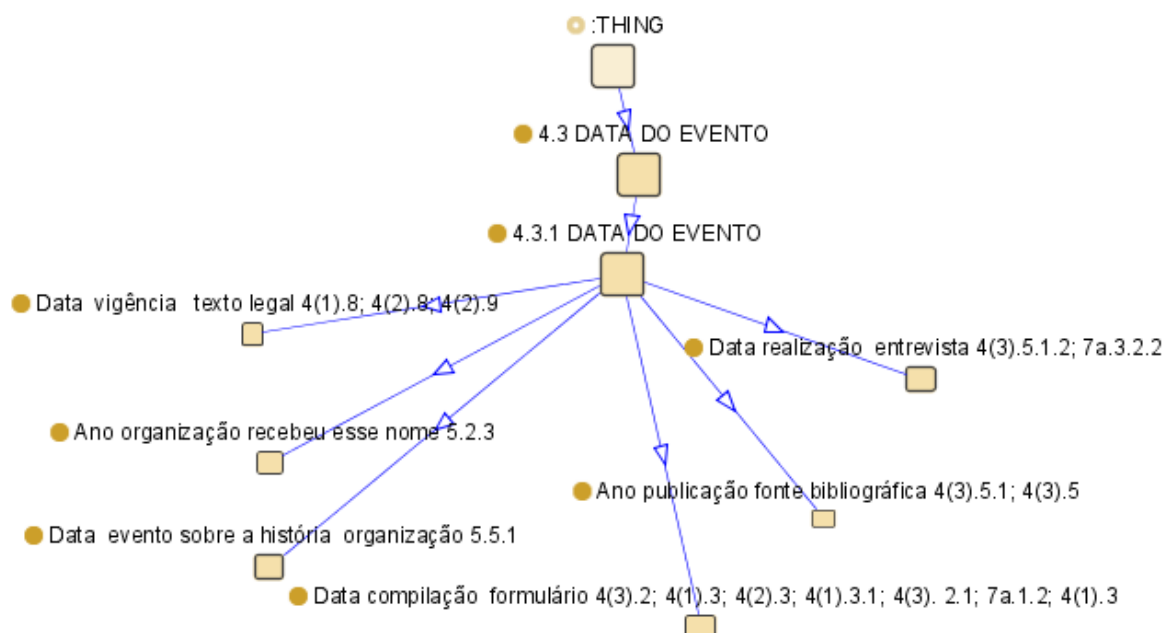 :THING
4.3 DATA DO EVENTO
4.3.1 DATA DO EVENTO
Data vigência texto legal 4(1).8; 4(2).8; 4(2).9
Data realização entrevista 4(3).5.1.2; 7a.3.2.2
Ano organização recebeu esse nome 5.2.3
Ano publicação fonte bibliográfica 4(3).5.1; 4(3).5
Data evento sobre a história organização 5.5.1
Data compilação formulário 4(3).2; 4(1).3; 4(2).3; 4(1).3.1; 4(3). 2.1; 7a.1.2; 4(1).3